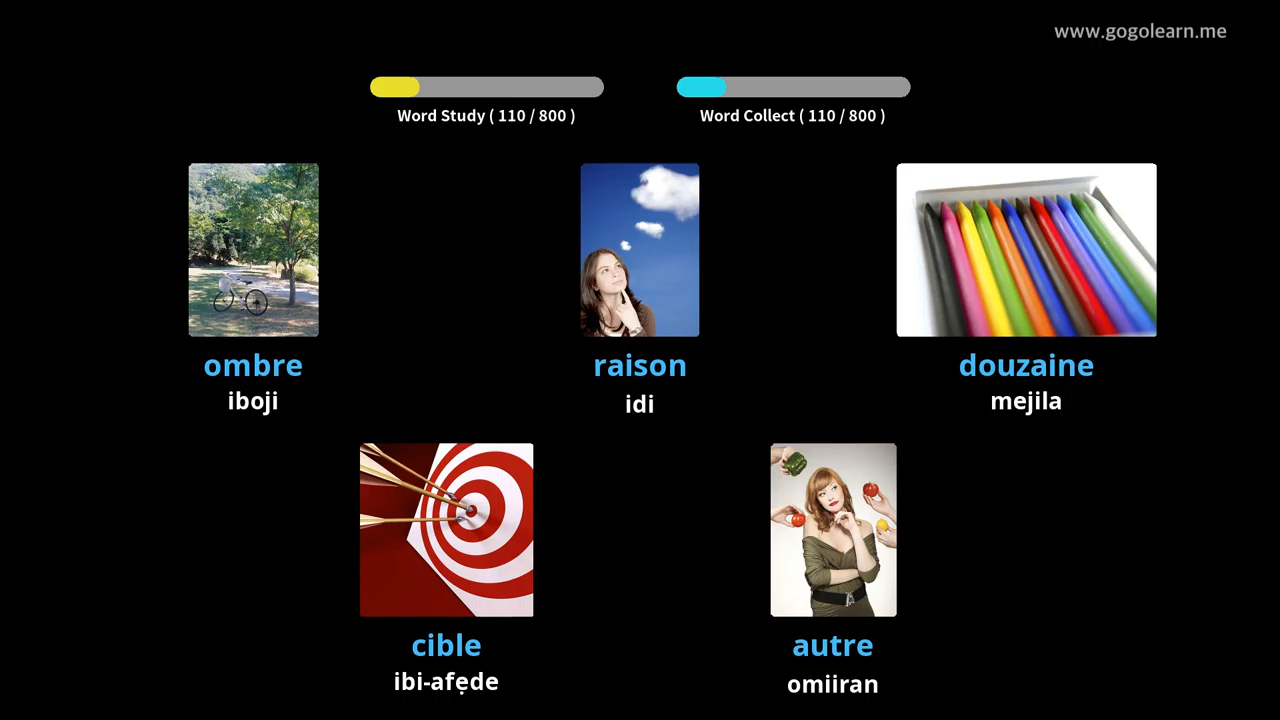 www.gogolearn.me
Word Study ( 110 / 800 )
Word Collect ( 110 / 800 )
ombre
iboji
raison
idi
douzaine
mejila
cible
ibi-afẹde
autre
omiiran